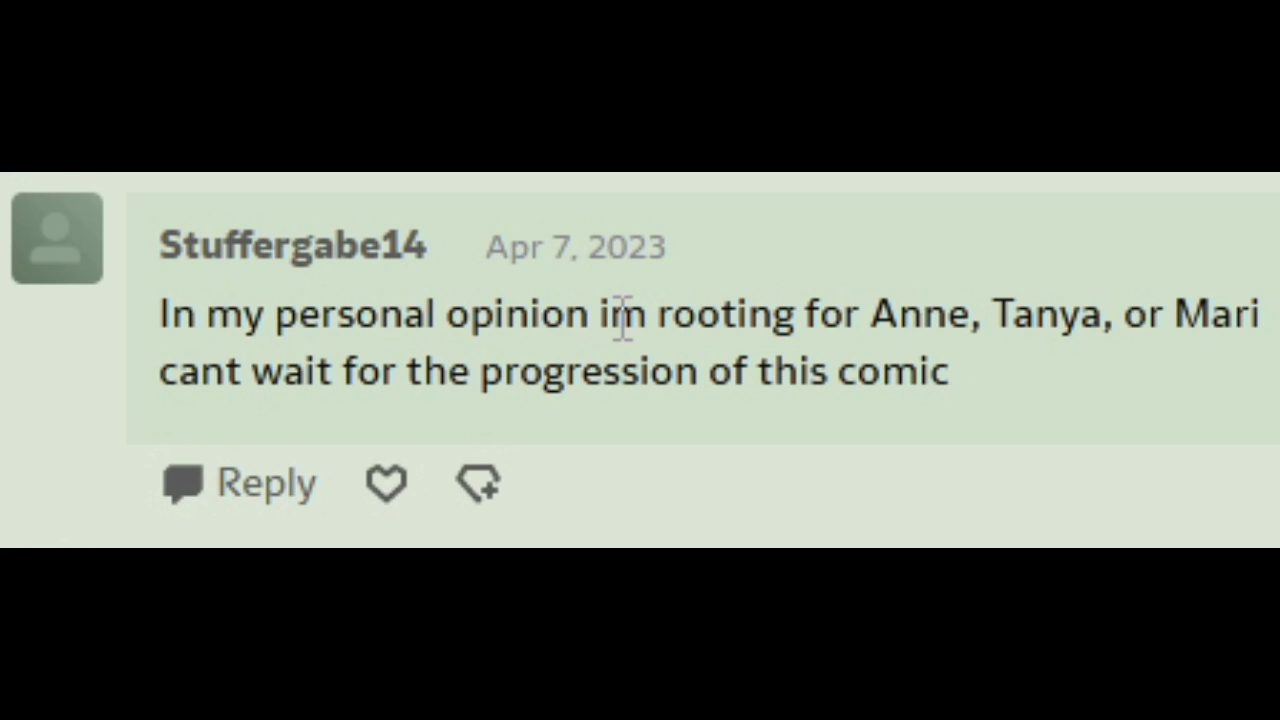 Stuffergabe14 Apr 7, 2023
In my personal opinion im rooting for Anne, Tanya, or Mari
cant wait for the progression of this comic
Reply